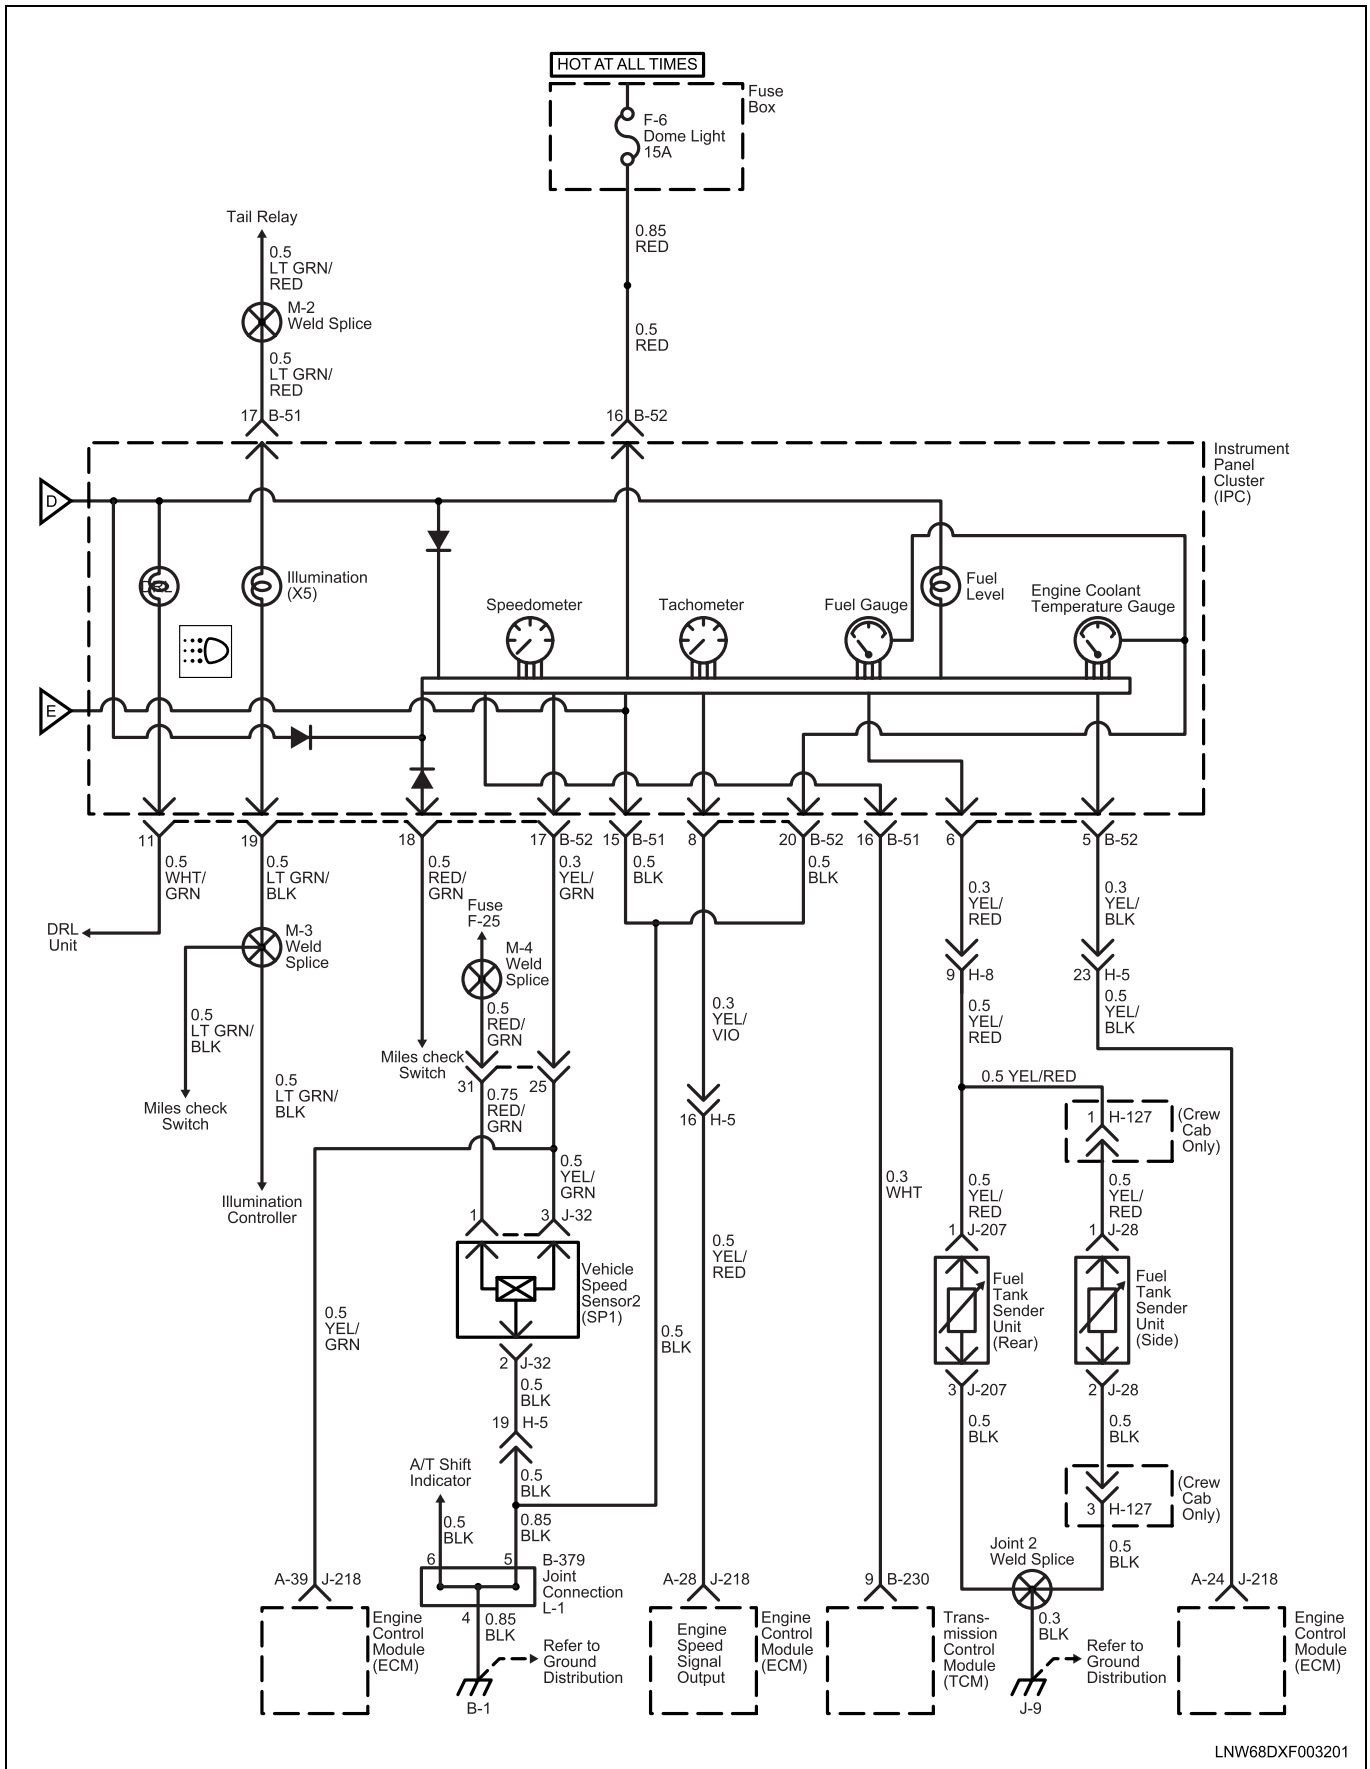 HOT AT ALL TIMES
Fuse
Box
F-6
Dome Light
15A
Tail Relay
0.5
LT GRN/
RED
M-2
Weld Splice
0.5
LT GRN/
RED
0.85
RED
0.5
RED
17 B-51
16 B-52
Instrument
Panel
Cluster
(IPC)
D
DRL
Illumination
(X5)
Speedometer
Tachometer
Fuel Gauge
Fuel
Level
Engine Coolant
Temperature Gauge
E
11
19
18
17 B-52
15 B-51
8
20 B-52
16 B-51
6
5 B-52
0.5
WHT/
GRN
0.5
LT GRN/
BLK
0.5
RED/
GRN
0.3
YEL/
GRN
0.5
BLK
0.5
BLK
0.3
YEL/
RED
0.3
YEL/
BLK
DRL
Unit
M-3
Weld
Splice
Fuse
F-25
M-4
Weld
Splice
9 H-8
23 H-5
0.5
LT GRN/
BLK
0.5
RED/
GRN
0.3
YEL/
VIO
0.5
YEL/
RED
0.5
YEL/
BLK
Miles check
Switch
0.5
LT GRN/
BLK
Miles check
Switch
31
25
0.75
RED/
GRN
16 H-5
0.5 YEL/RED
1 H-127
(Crew
Cab
Only)
0.5
YEL/
GRN
0.3
WHT
0.5
YEL/
RED
0.5
YEL/
RED
Illumination
Controller
1
3 J-32
1 J-207
1 J-28
0.5
YEL/
RED
Vehicle
Speed
Sensor2
(SP1)
Fuel
Tank
Sender
Unit
(Rear)
Fuel
Tank
Sender
Unit
(Side)
0.5
YEL/
GRN
0.5
BLK
2 J-32
3 J-207
2 J-28
0.5
BLK
0.5
BLK
0.5
BLK
19 H-5
A/T Shift
Indicator
0.5
BLK
(Crew
Cab
Only)
3 H-127
0.5
BLK
0.85
BLK
Joint 2
Weld Splice
0.5
BLK
6
5
B-379
Joint
Connection
L-1
A-39 J-218
A-28 J-218
9 B-230
A-24 J-218
4
0.85
BLK
Engine
Control
Module
(ECM)
Engine
Speed
Signal
Output
Engine
Control
Module
(ECM)
Trans-
mission
Control
Module
(TCM)
0.3
BLK
Engine
Control
Module
(ECM)
Refer to
Ground
Distribution
Refer to
Ground
Distribution
B-1
J-9
LNW68DXF003201